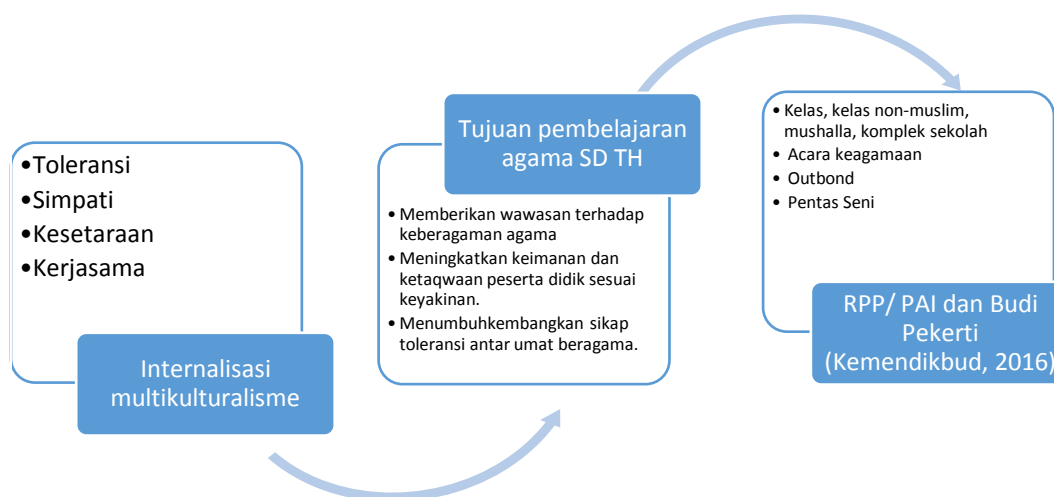 •Toleransi
•Simpati
•Kesetaraan
•Kerjasama
Internalisasi
multikulturalisme
Tujuan pembelajaran
agama SD TH
•Memberikan wawasan terhadap
keberagaman agama
•Meningkatkan keimanan dan
ketaqwaan peserta didik sesuai
keyakinan.
•Menumbuhkembangkan sikap
toleransi antar umat beragama.
•Kelas, kelas non-muslim,
mushalla, komplek sekolah
•Acara keagamaan
•Outbond
•Pentas Seni
RPP/ PAI dan Budi
Pekerti
(Kemendikbud, 2016)